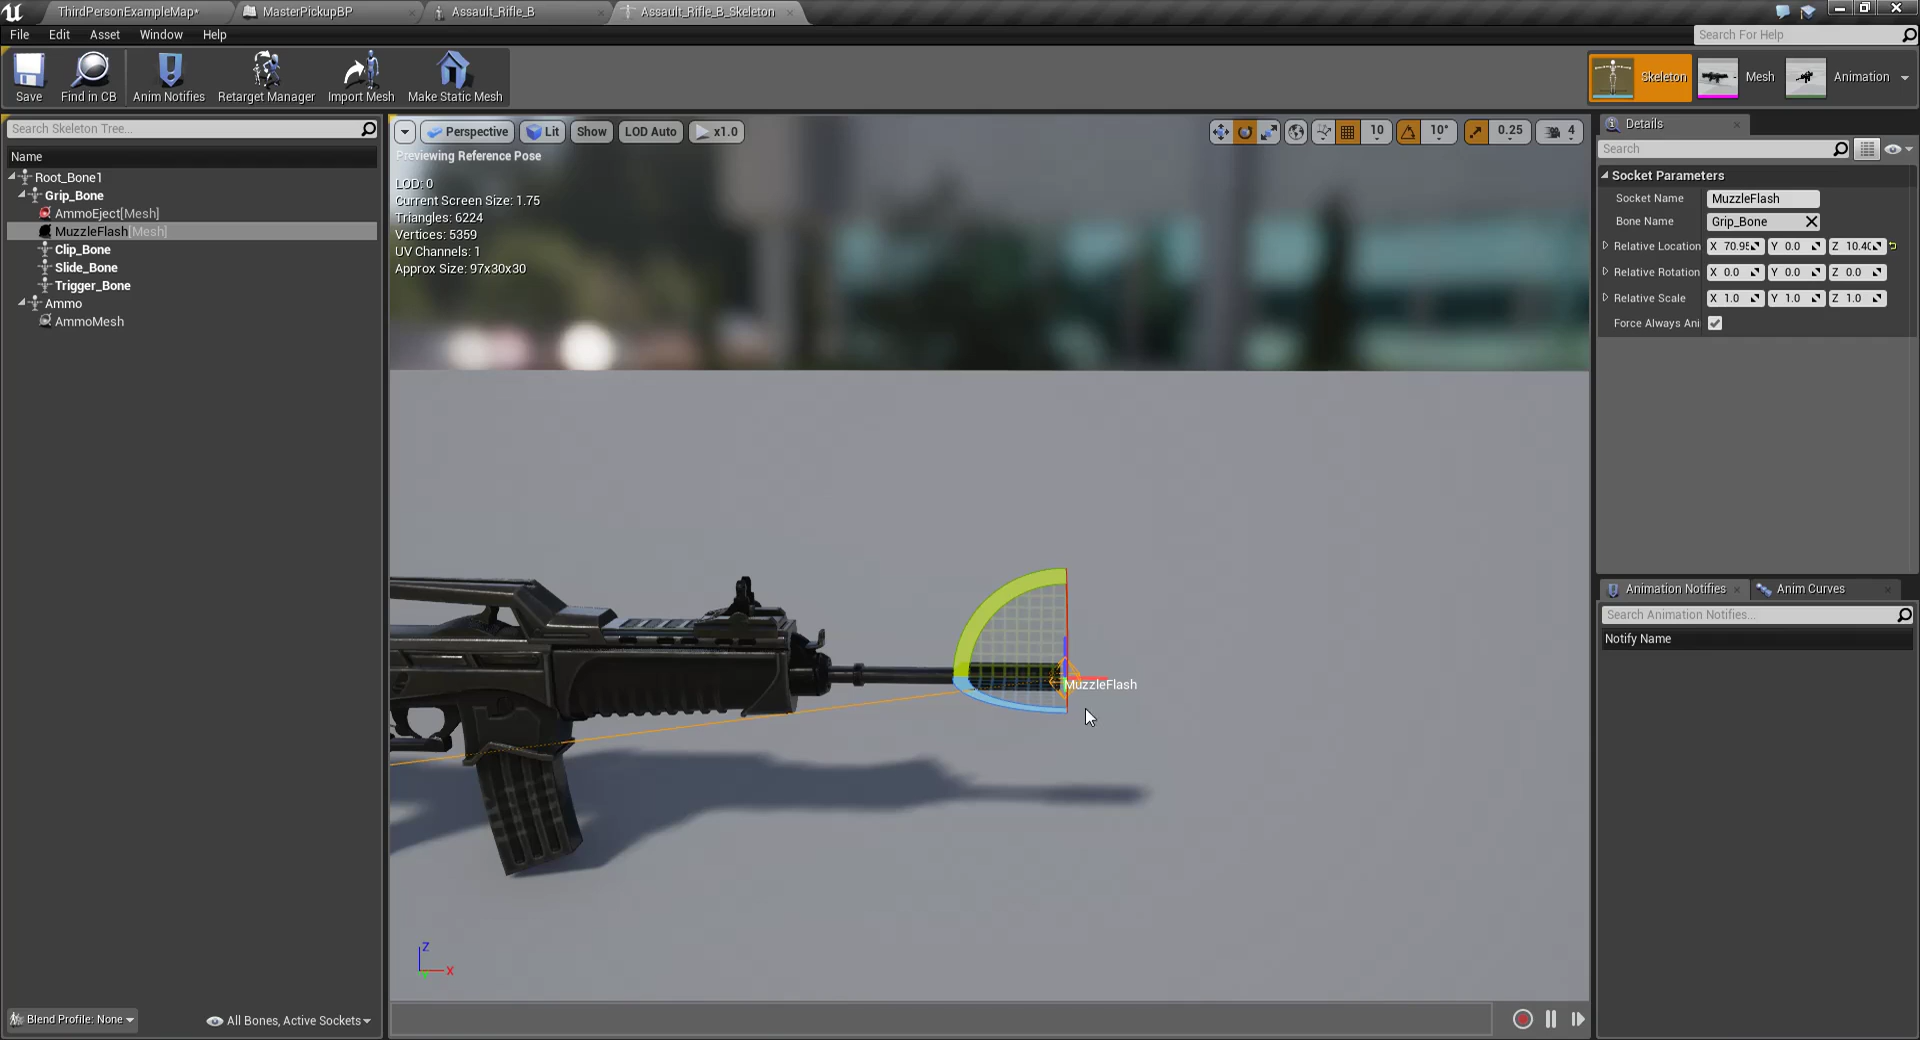 ThirdPersonExampleMap*
MasterPickupBP
Assault_Rifle_B
Assault_Rifle_B_Skeleton
File Edit Asset Window Help
Search For Help
Save
Find in CB
Anim Notifies
Retarget Manager
Import Mesh
Make Static Mesh
Skeleton
Mesh
Animation
Search Skeleton Tree...
Name
Root_Bone1
Grip_Bone
AmmoEject[Mesh]
MuzzleFlash[Mesh]
Clip_Bone
Slide_Bone
Trigger_Bone
Ammo
AmmoMesh
Blend Profile: None
All Bones, Active Sockets
Perspective Lit Show LOD Auto x1.0
10 10° 0.25 4
Previewing Reference Pose
LOD: 0
Current Screen Size: 1.75
Triangles: 6224
Vertices: 5359
UV Channels: 1
Approx Size: 97x30x30
MuzzleFlash
Z
X
Details
Search
Socket Parameters
Socket Name MuzzleFlash
Bone Name Grip_Bone
Relative Location X 70.95 Y 0.0 Z 10.40
Relative Rotation X 0.0 Y 0.0 Z 0.0
Relative Scale X 1.0 Y 1.0 Z 1.0
Force Always Ani
Animation Notifies
Anim Curves
Search Animation Notifies...
Notify Name